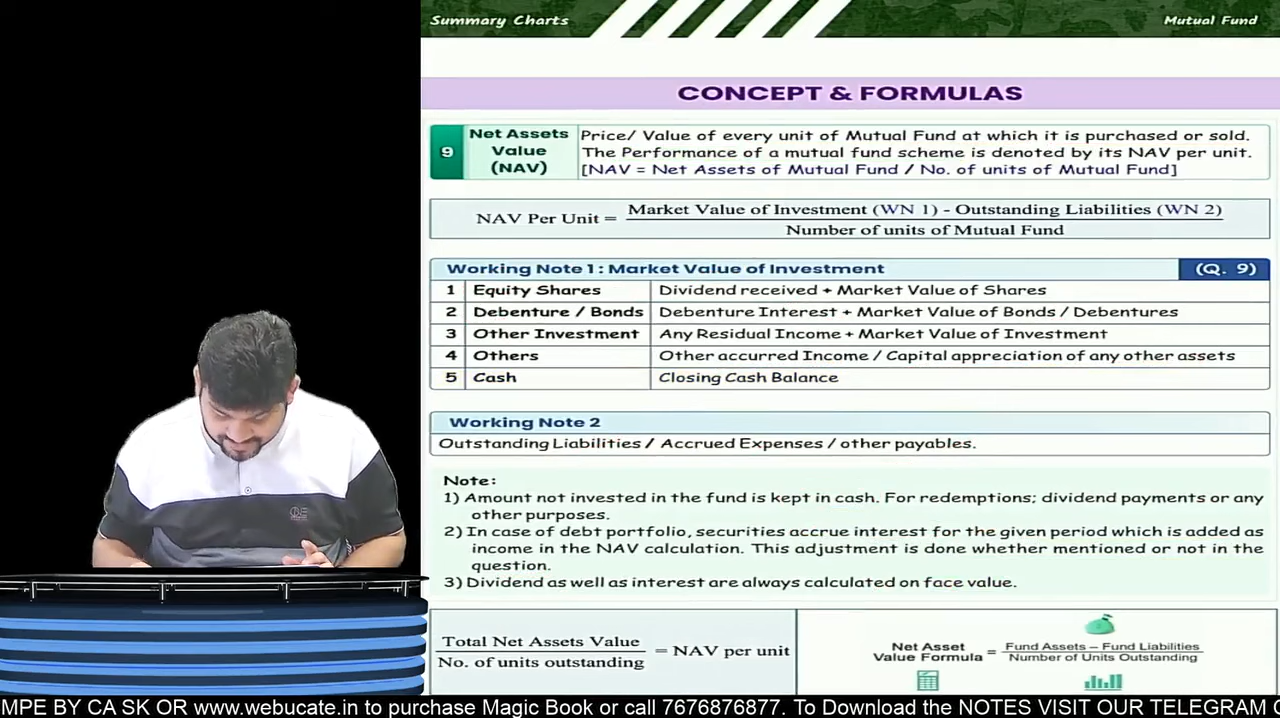 Summary Charts
Mutual Fund
CONCEPT & FORMULAS
9
Net Assets
Value
(NAV)
Price/ Value of every unit of Mutual Fund at which it is purchased or sold.
The Performance of a mutual fund scheme is denoted by its NAV per unit.
[NAV = Net Assets of Mutual Fund / No. of units of Mutual Fund]
NAV Per Unit = Market Value of Investment (WN 1) - Outstanding Liabilities (WN 2)
Number of units of Mutual Fund
Working Note 1 : Market Value of Investment (Q. 9)
1 Equity Shares Dividend received + Market Value of Shares
2 Debenture / Bonds Debenture Interest + Market Value of Bonds / Debentures
3 Other Investment Any Residual Income + Market Value of Investment
4 Others Other accurred Income / Capital appreciation of any other assets
5 Cash Closing Cash Balance
Working Note 2
Outstanding Liabilities / Accrued Expenses / other payables.
Note:
1) Amount not invested in the fund is kept in cash. For redemptions; dividend payments or any
other purposes.
2) In case of debt portfolio, securities accrue interest for the given period which is added as
income in the NAV calculation. This adjustment is done whether mentioned or not in the
question.
3) Dividend as well as interest are always calculated on face value.
Total Net Assets Value
No. of units outstanding
= NAV per unit
Net Asset
Value Formula
= Fund Assets – Fund Liabilities
Number of Units Outstanding
MPE BY CA SK OR www.webucate.in to purchase Magic Book or call 7676876877. To Download the NOTES VISIT OUR TELEGRAM